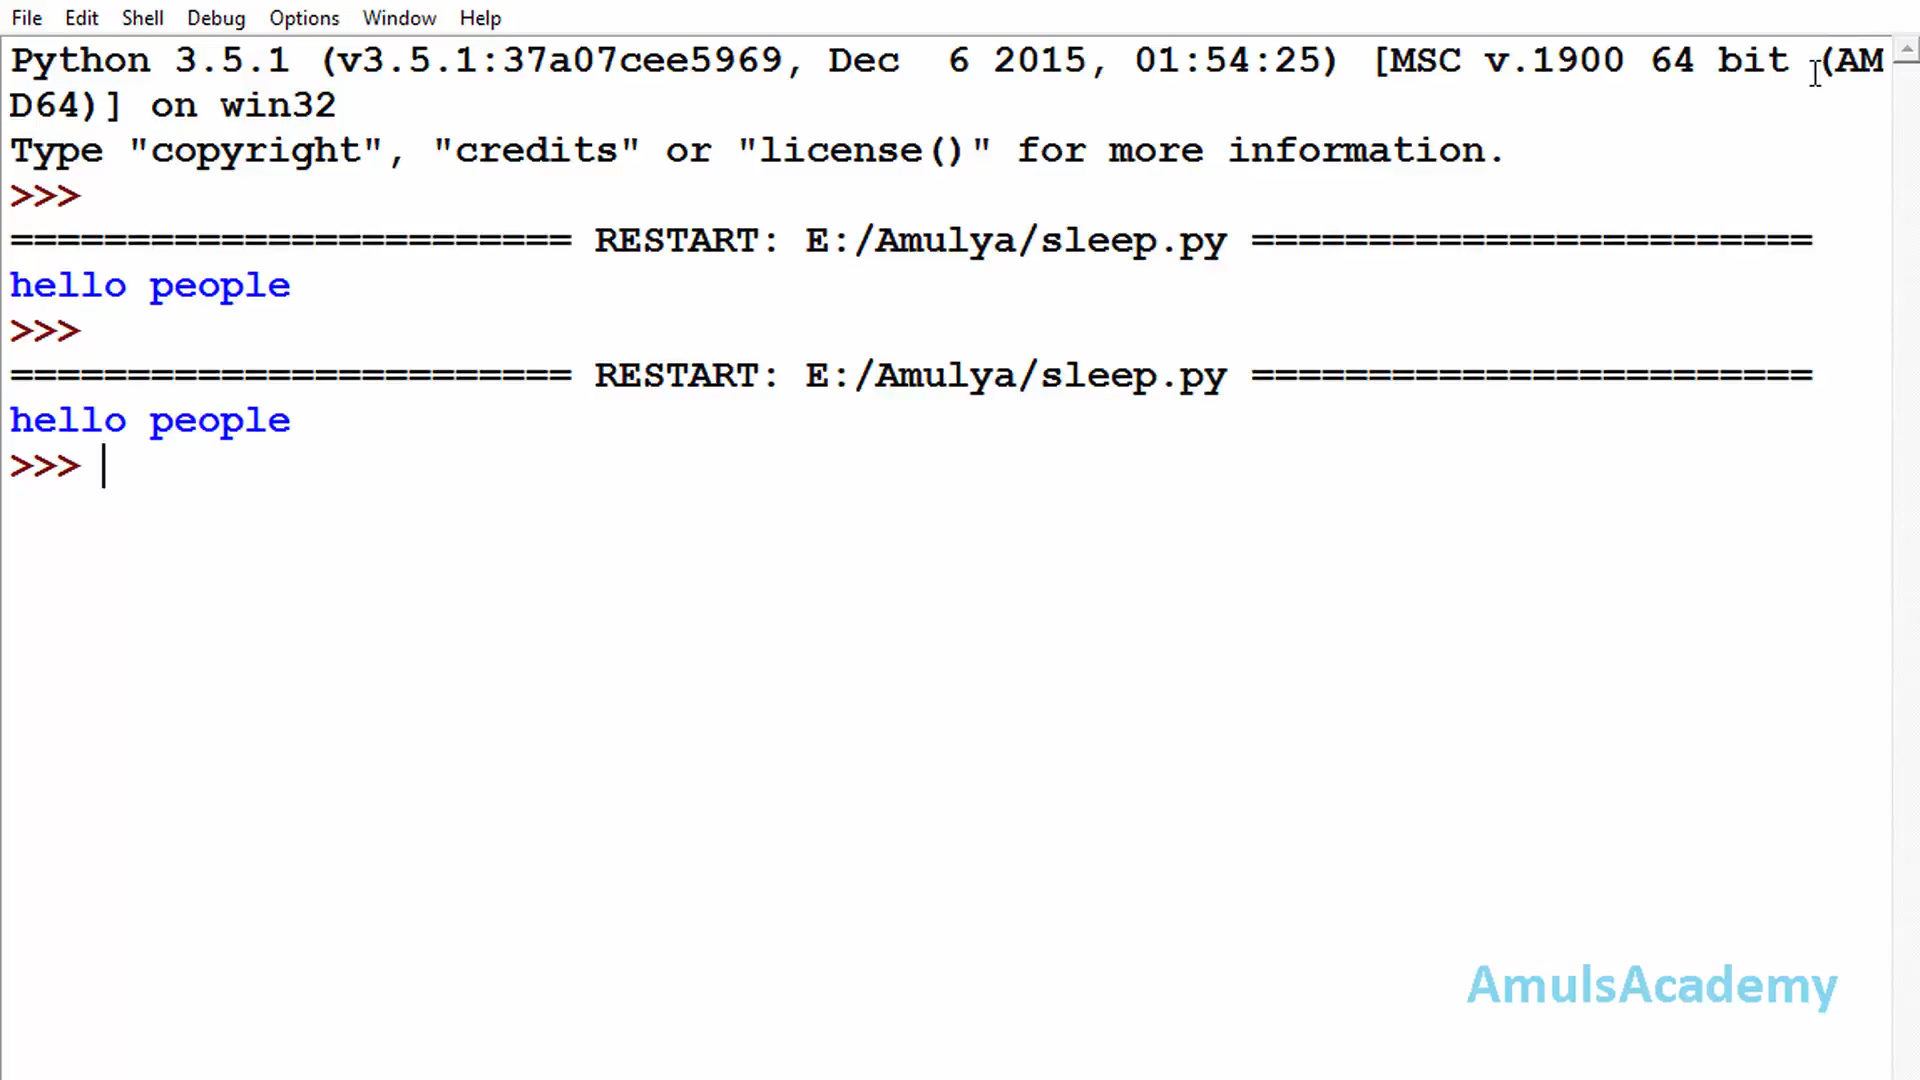 File Edit Shell Debug Options Window Help
Python 3.5.1 (v3.5.1:37a07cee5969, Dec  6 2015, 01:54:25) [MSC v.1900 64 bit (AM
D64)] on win32
Type "copyright", "credits" or "license()" for more information.
>>>
======================== RESTART: E:/Amulya/sleep.py ========================
hello people
>>>
======================== RESTART: E:/Amulya/sleep.py ========================
hello people
>>>
AmulsAcademy